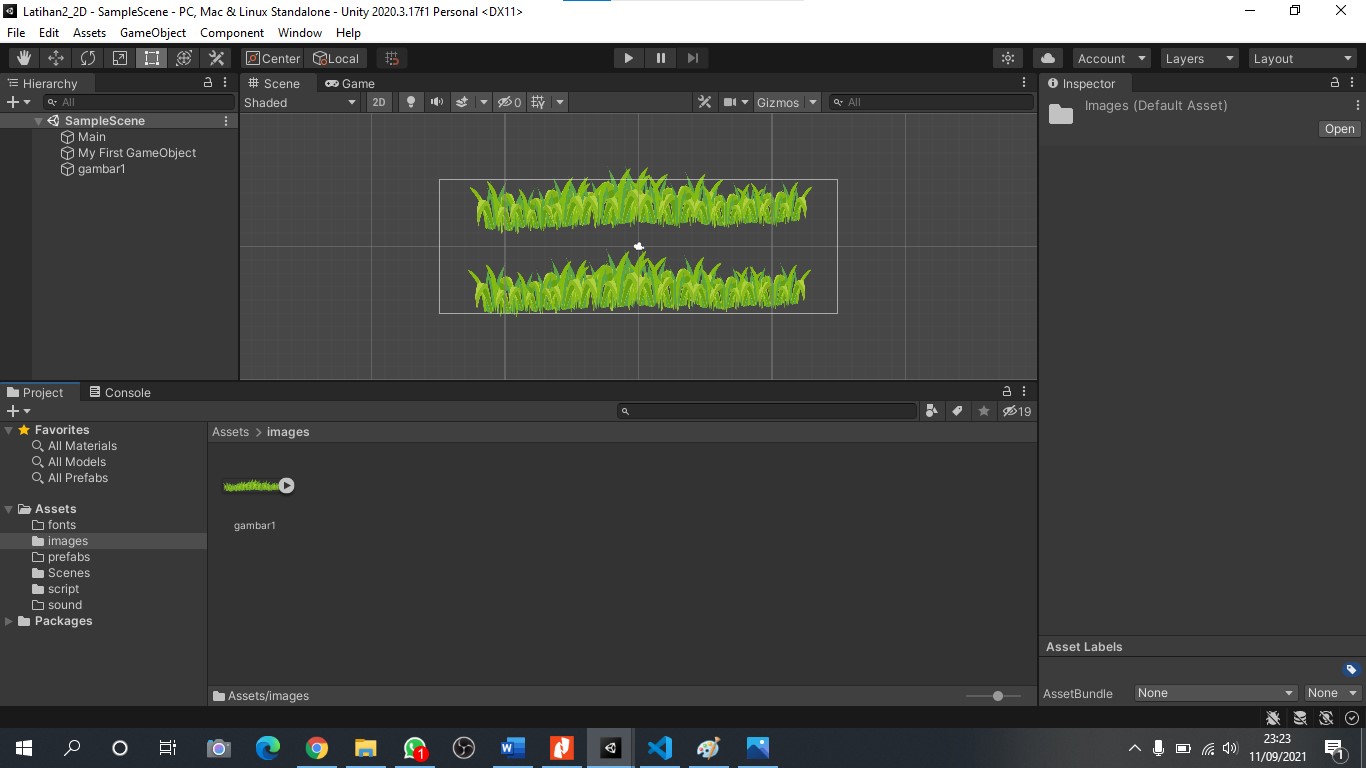 Latihan2_2D - SampleScene - PC, Mac & Linux Standalone - Unity 2020.3.17f1 Personal <DX11>
File Edit Assets GameObject Component Window Help
Center Local Account Layers Layout
Hierarchy
All
SampleScene
Main
My First GameObject
gambar1
Scene Game
Shaded 2D 0 Gizmos All
Inspector
Images (Default Asset)
Open
Project Console
19
Favorites
All Materials
All Models
All Prefabs
Assets
fonts
images
prefabs
Scenes
script
sound
Packages
Assets > images
gambar1
Assets/images
Asset Labels
AssetBundle None None
1
23:23
11/09/2021
1